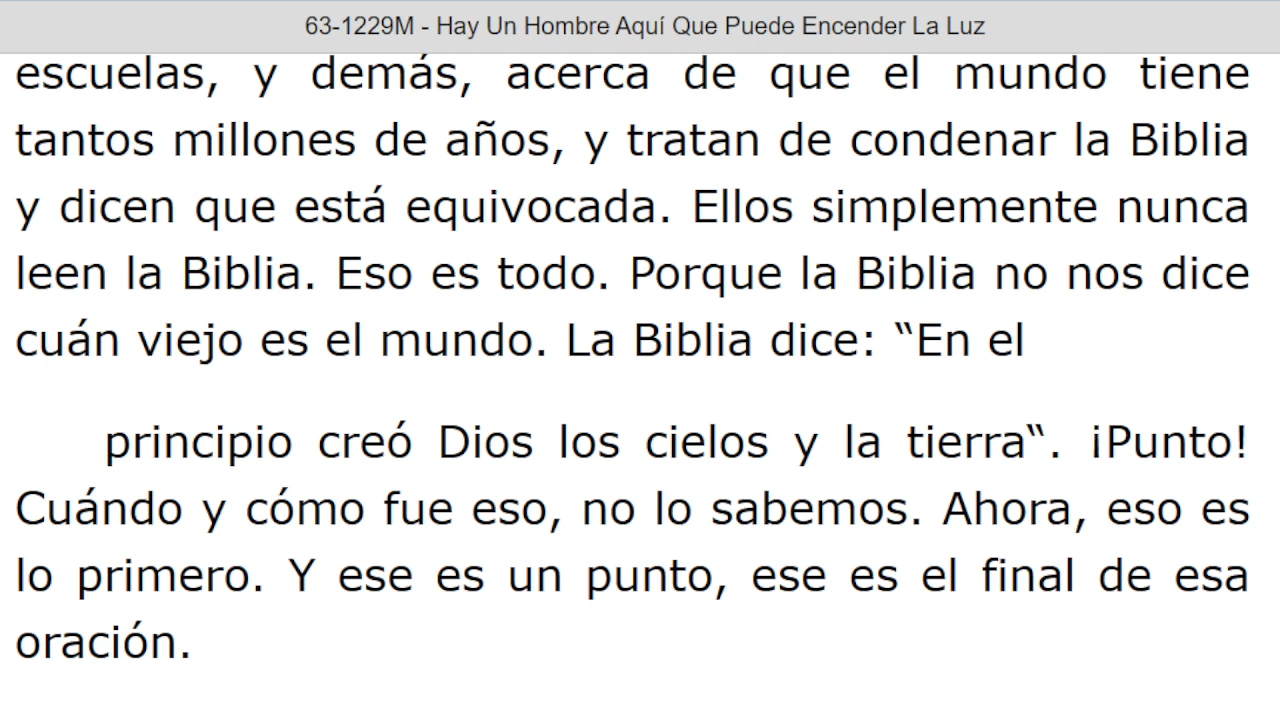 63-1229M - Hay Un Hombre Aquí Que Puede Encender La Luz
escuelas, y demás, acerca de que el mundo tiene
tantos millones de años, y tratan de condenar la Biblia
y dicen que está equivocada. Ellos simplemente nunca
leen la Biblia. Eso es todo. Porque la Biblia no nos dice
cuán viejo es el mundo. La Biblia dice: “En el
principio creó Dios los cielos y la tierra“. ¡Punto!
Cuándo y cómo fue eso, no lo sabemos. Ahora, eso es
lo primero. Y ese es un punto, ese es el final de esa
oración.